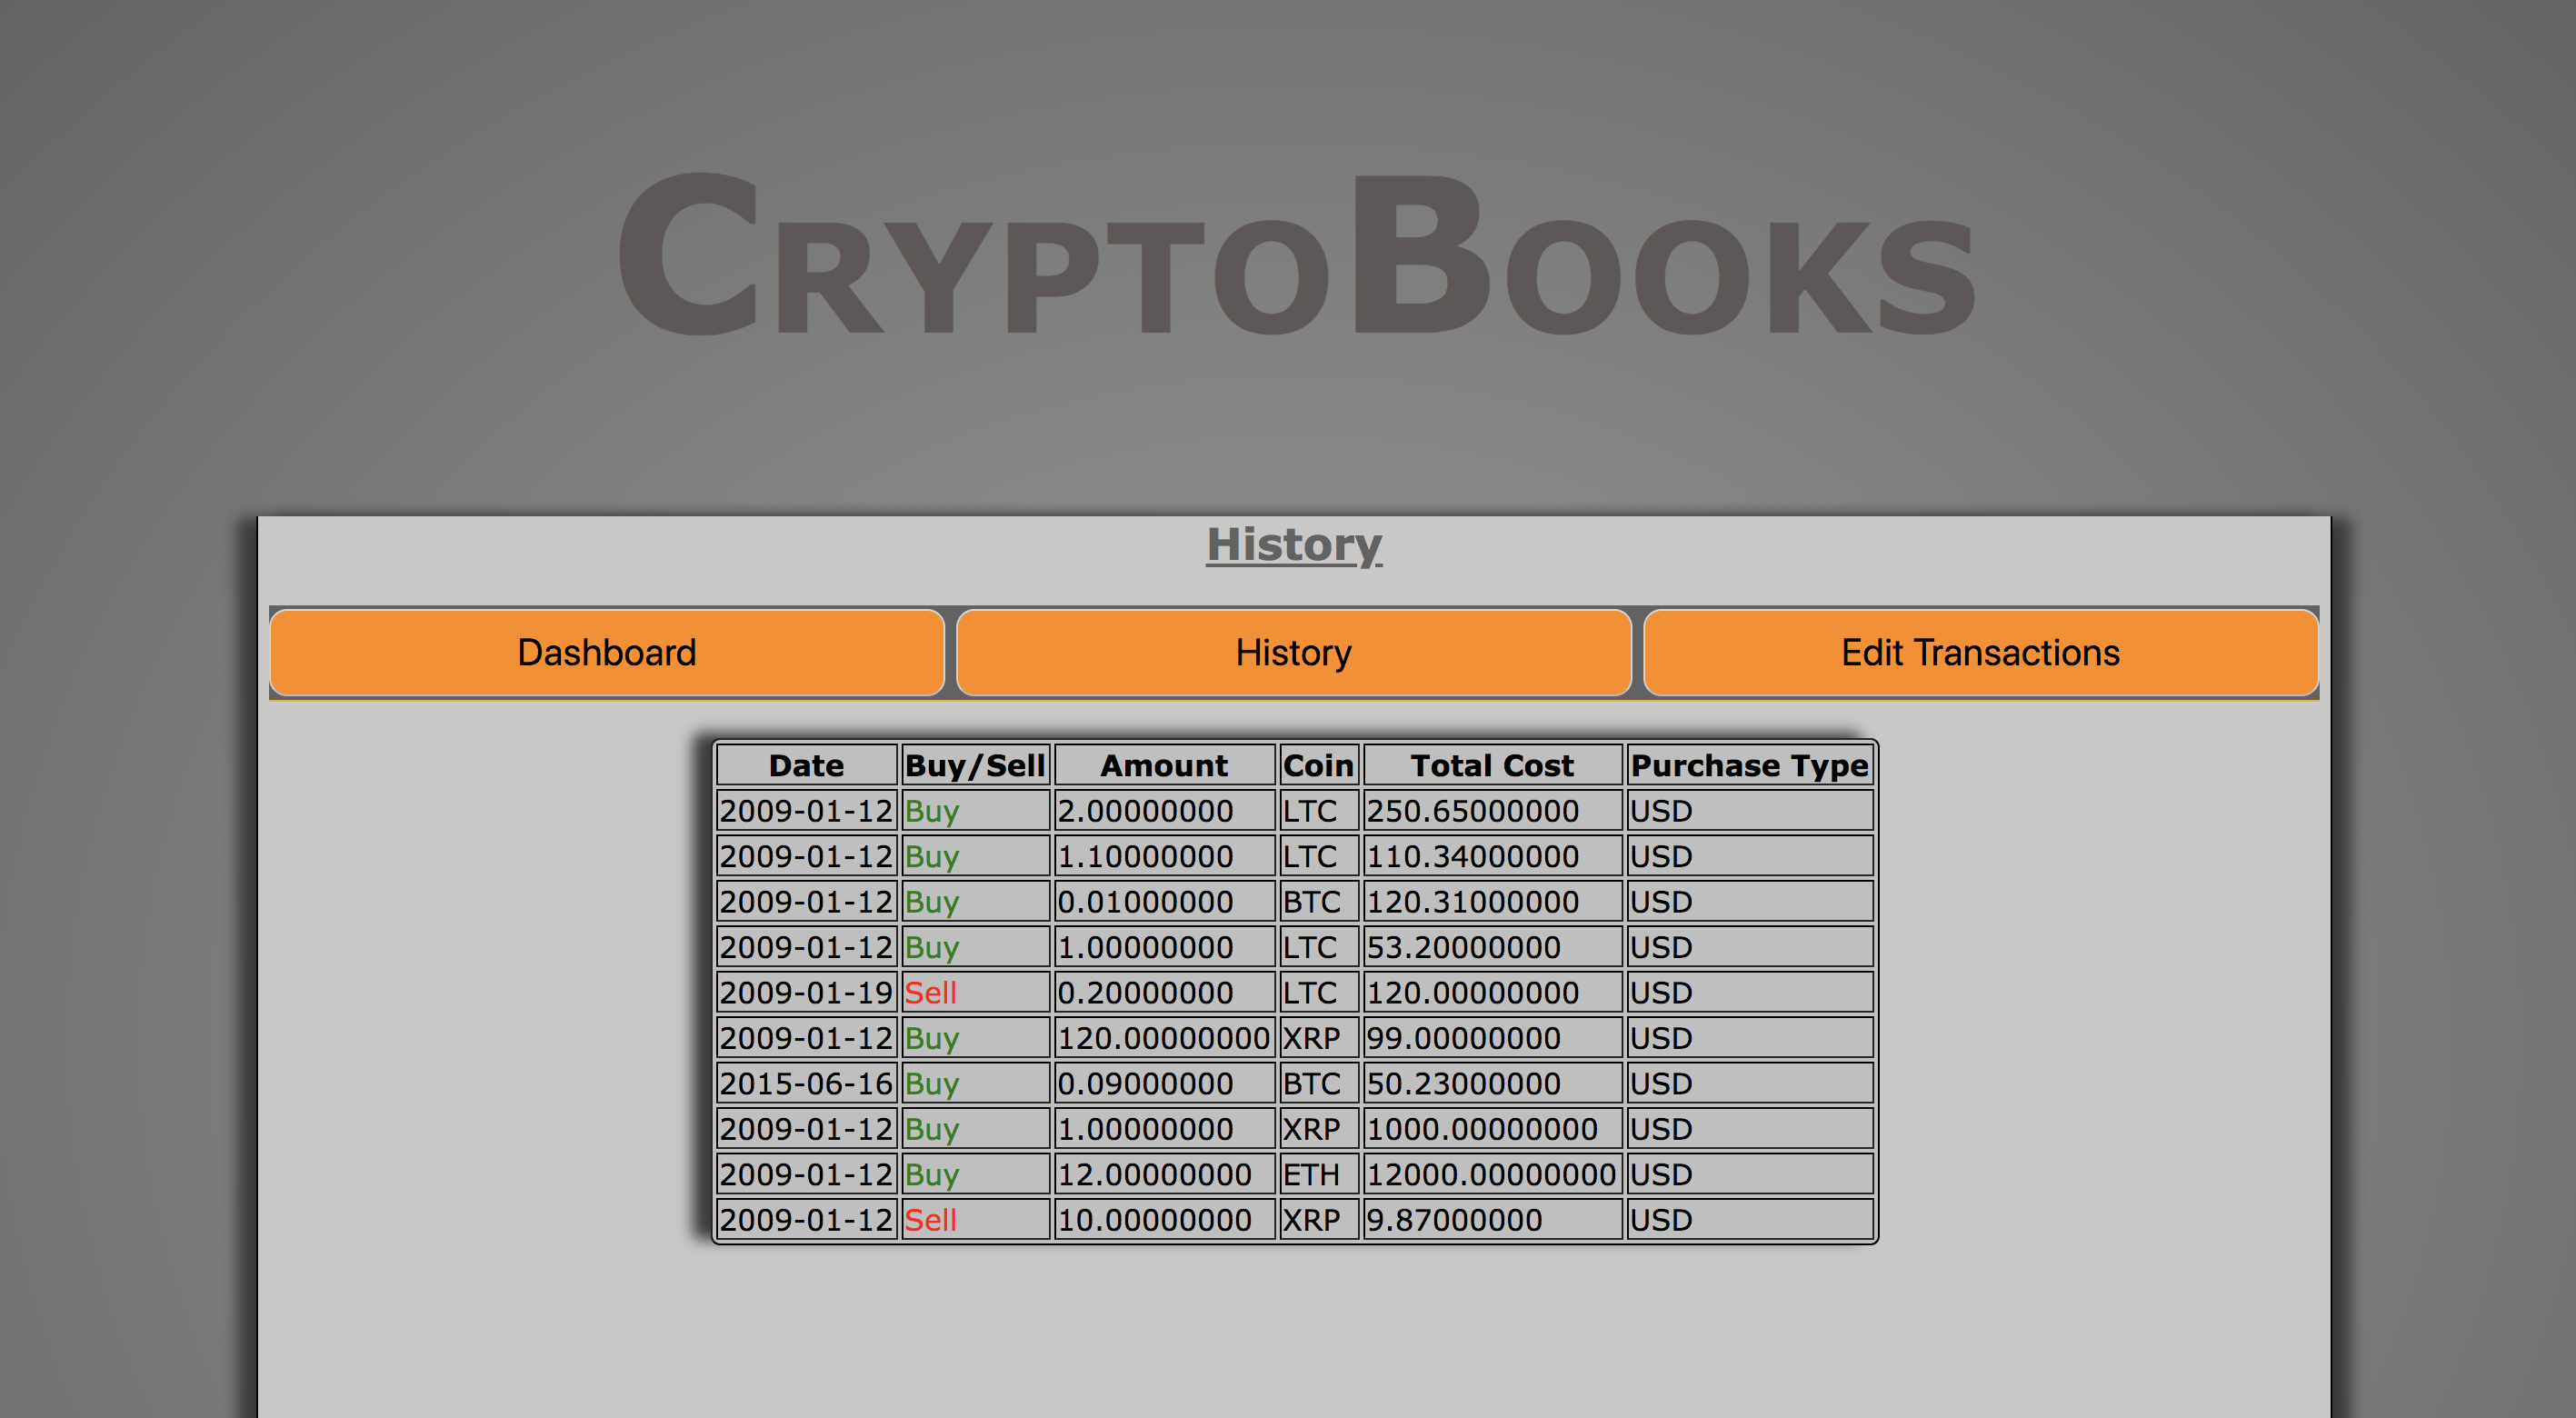 CryptoBooks
History
Dashboard History Edit Transactions
Date Buy/Sell Amount Coin Total Cost Purchase Type
2009-01-12 Buy 2.00000000 LTC 250.65000000 USD
2009-01-12 Buy 1.10000000 LTC 110.34000000 USD
2009-01-12 Buy 0.01000000 BTC 120.31000000 USD
2009-01-12 Buy 1.00000000 LTC 53.20000000 USD
2009-01-19 Sell 0.20000000 LTC 120.00000000 USD
2009-01-12 Buy 120.00000000 XRP 99.00000000 USD
2015-06-16 Buy 0.09000000 BTC 50.23000000 USD
2009-01-12 Buy 1.00000000 XRP 1000.00000000 USD
2009-01-12 Buy 12.00000000 ETH 12000.00000000 USD
2009-01-12 Sell 10.00000000 XRP 9.87000000 USD